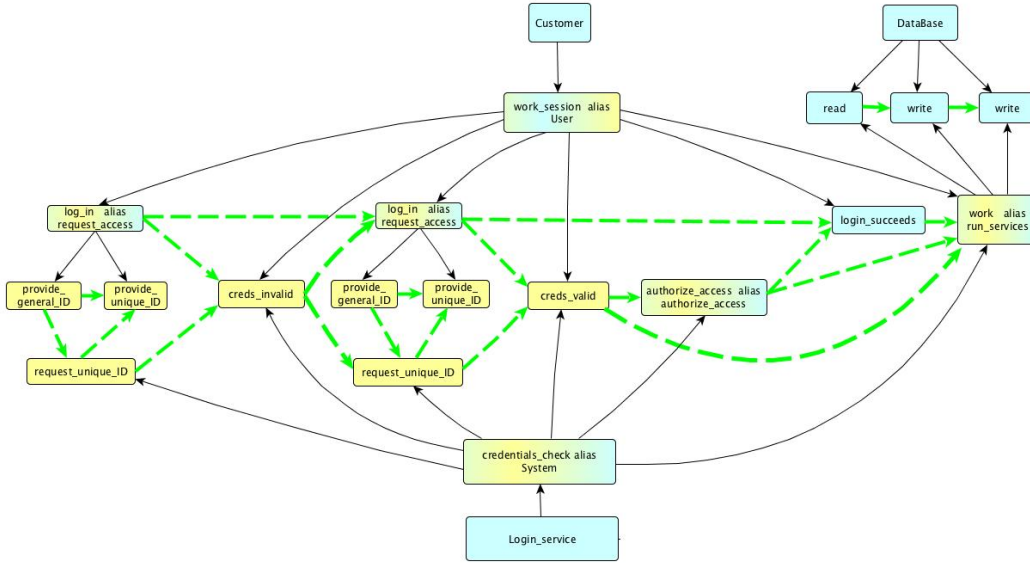 Customer
DataBase
work_session alias
User
read
write
write
log_in alias
request_access
log_in alias
request_access
login_succeeds
work alias
run_services
provide_
general_ID
provide_
unique_ID
creds_invalid
provide_
general_ID
provide_
unique_ID
creds_valid
authorize_access alias
authorize_access
request_unique_ID
request_unique_ID
credentials_check alias
System
Login_service